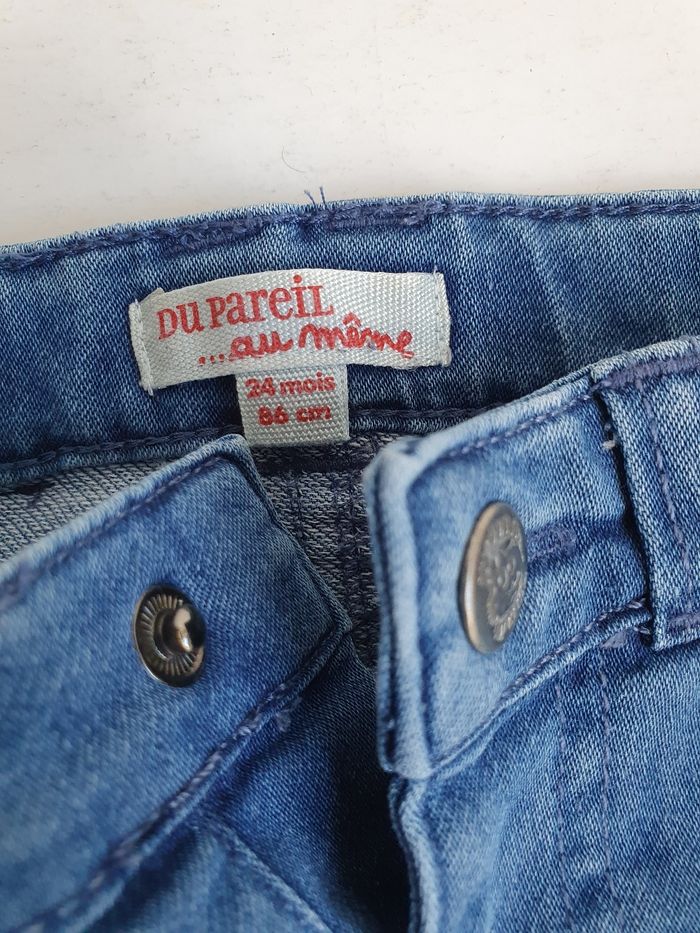 DU PAREIL
...au même
24 mois
86 cm